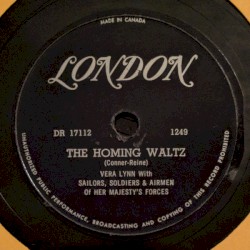 MADE IN CANADA
LONDON
DR 17112 1249
THE HOMING WALTZ
(Connor-Reine)
VERA LYNN With
SAILORS, SOLDIERS & AIRMEN
OF HER MAJESTY'S FORCES
UNAUTHORIZED PUBLIC PERFORMANCE, BROADCASTING AND COPYING OF THIS RECORD PROHIBITED